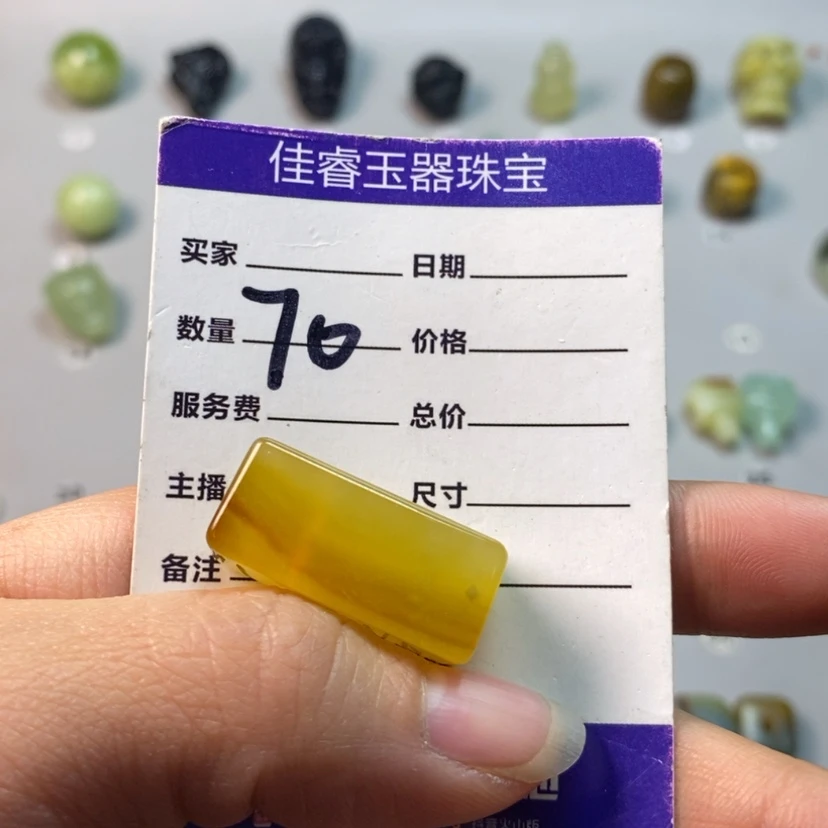 佳睿玉器珠宝
买家 日期
数量 70 价格
服务费 总价
主播 尺寸
备注